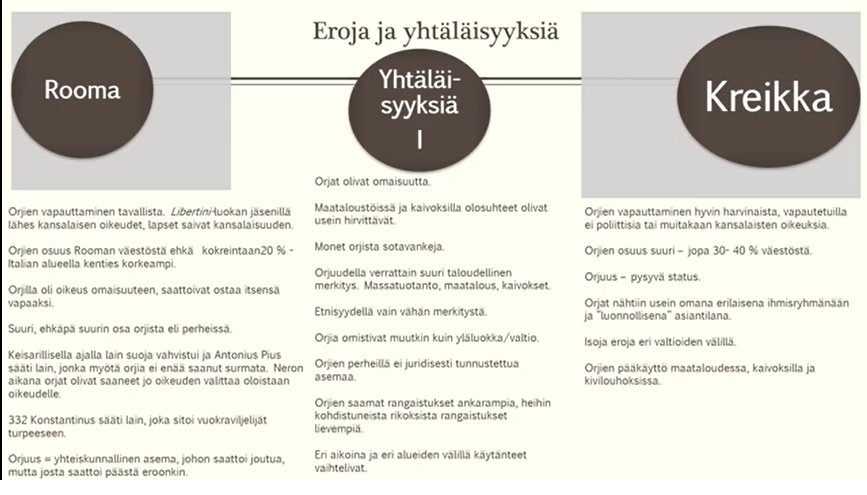 Eroja ja yhtäläisyyksiä
Rooma
Orjien vapauttaminen tavallista. Libertini-luokan jäsenillä
lähes kansalaisen oikeudet, lapset saivat kansalaisuuden.
Orjien osuus Rooman väestöstä ehkä kokreintaan20 % -
Italian alueella kenties korkeampi.
Orjilla oli oikeus omaisuuteen, saattoivat ostaa itsensä
vapaaksi.
Suuri, ehkäpä suurin osa orjista eli perheissä.
Keisarillisella ajalla lain suoja vahvistui ja Antonius Pius
sääti lain, jonka myötä orjia ei enää saanut surmata. Neron
aikana orjat olivat saaneet jo oikeuden valittaa oloistaan
oikeudelle.
332 Konstantinus sääti lain, joka sitoi vuokraviljelijät
turpeeseen.
Orjuus = yhteiskunnallinen asema, johon saattoi joutua,
mutta josta saattoi päästä eroonkin.
Yhtäläi-
syyksiä
I
Orjat olivat omaisuutta.
Maataloustöissä ja kaivoksilla olosuhteet olivat
usein hirvittävät.
Monet orjista sotavankeja.
Orjuudella verrattain suuri taloudellinen
merkitys. Massatuotanto, maatalous, kaivokset.
Etnisyydellä vain vähän merkitystä.
Orjia omistivat muutkin kuin yläluokka/valtio.
Orjien perheillä ei juridisesti tunnustettua
asemaa.
Orjien saamat rangaistukset ankarampia, heihin
kohdistuneista rikoksista rangaistukset
lievempiä.
Eri aikoina ja eri alueiden välillä käytänteet
vaihtelivat.
Kreikka
Orjien vapauttaminen hyvin harvinaista, vapautetuilla
ei poliittisia tai muitakaan kansalaisten oikeuksia.
Orjien osuus suuri – jopa 30- 40 % väestöstä.
Orjuus – pysyvä status.
Orjat nähtiin usein omana erilaisena ihmisryhmänään
ja "luonnollisena" asiantilana.
Isoja eroja eri valtioiden välillä.
Orjien pääkäyttö maataloudessa, kaivoksilla ja
kivilouhoksissa.